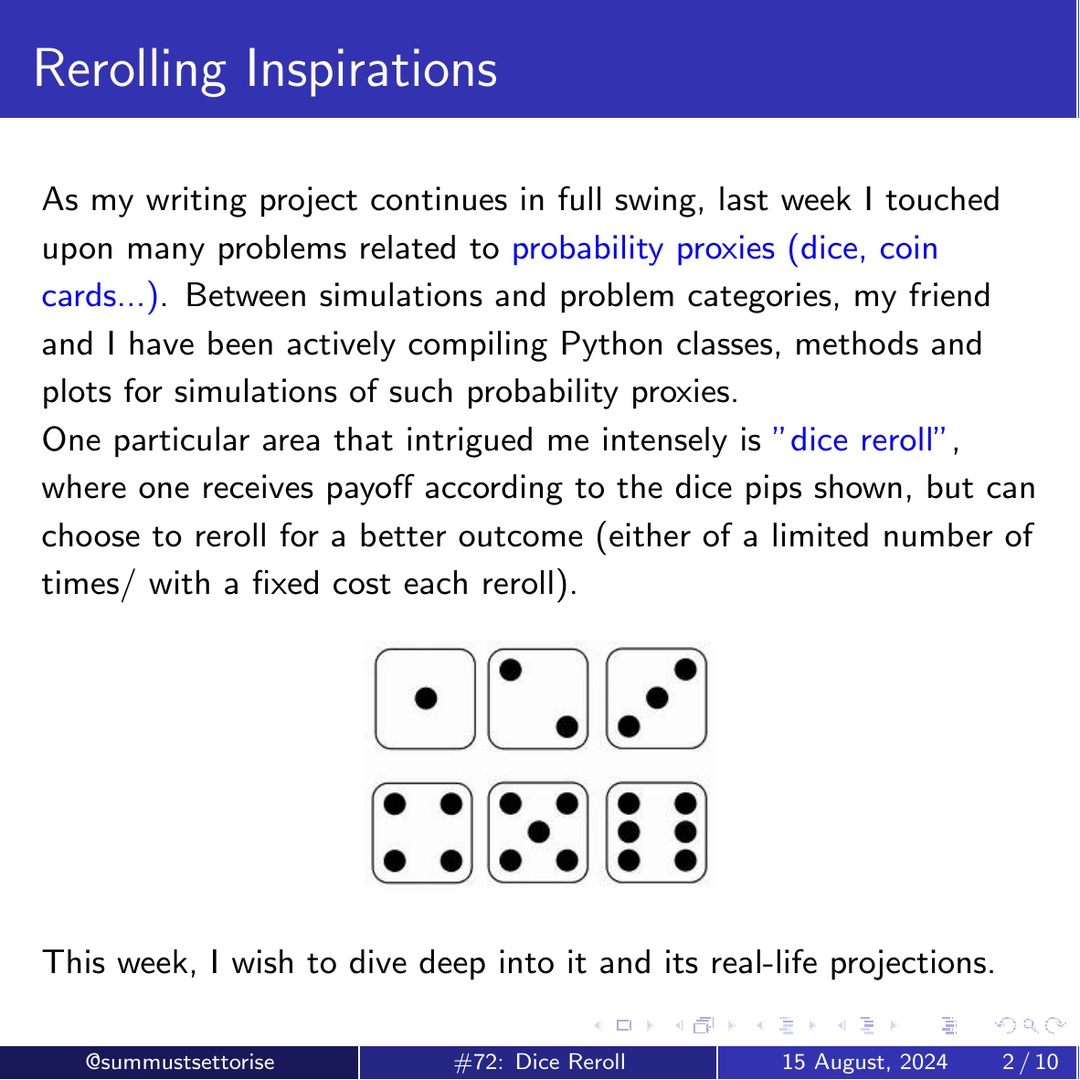 Rerolling Inspirations
As my writing project continues in full swing, last week I touched
upon many problems related to probability proxies (dice, coin
cards...). Between simulations and problem categories, my friend
and I have been actively compiling Python classes, methods and
plots for simulations of such probability proxies.
One particular area that intrigued me intensely is ”dice reroll”,
where one receives payoff according to the dice pips shown, but can
choose to reroll for a better outcome (either of a limited number of
times/ with a fixed cost each reroll).
This week, I wish to dive deep into it and its real-life projections.
@summustsettorise #72: Dice Reroll 15 August, 2024 2 / 10